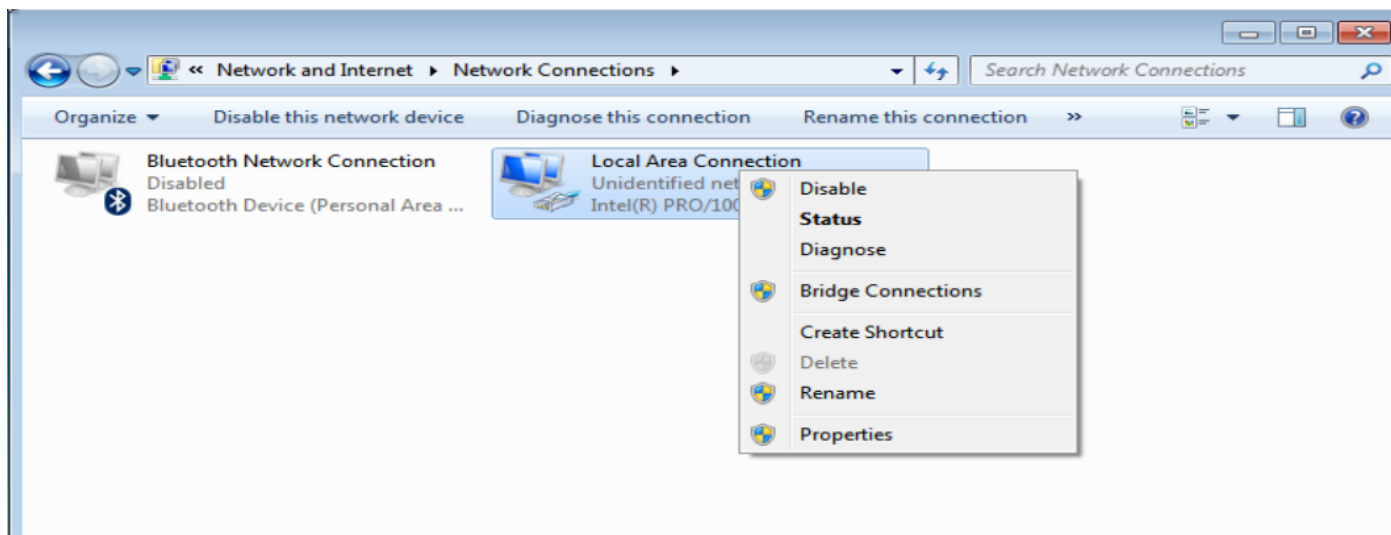 « Network and Internet ▸ Network Connections ▸ Search Network Connections
Organize Disable this network device Diagnose this connection Rename this connection »
Bluetooth Network Connection
Disabled
Bluetooth Device (Personal Area ...
Local Area Connection
Unidentified net
Intel(R) PRO/100
Disable
Status
Diagnose
Bridge Connections
Create Shortcut
Delete
Rename
Properties